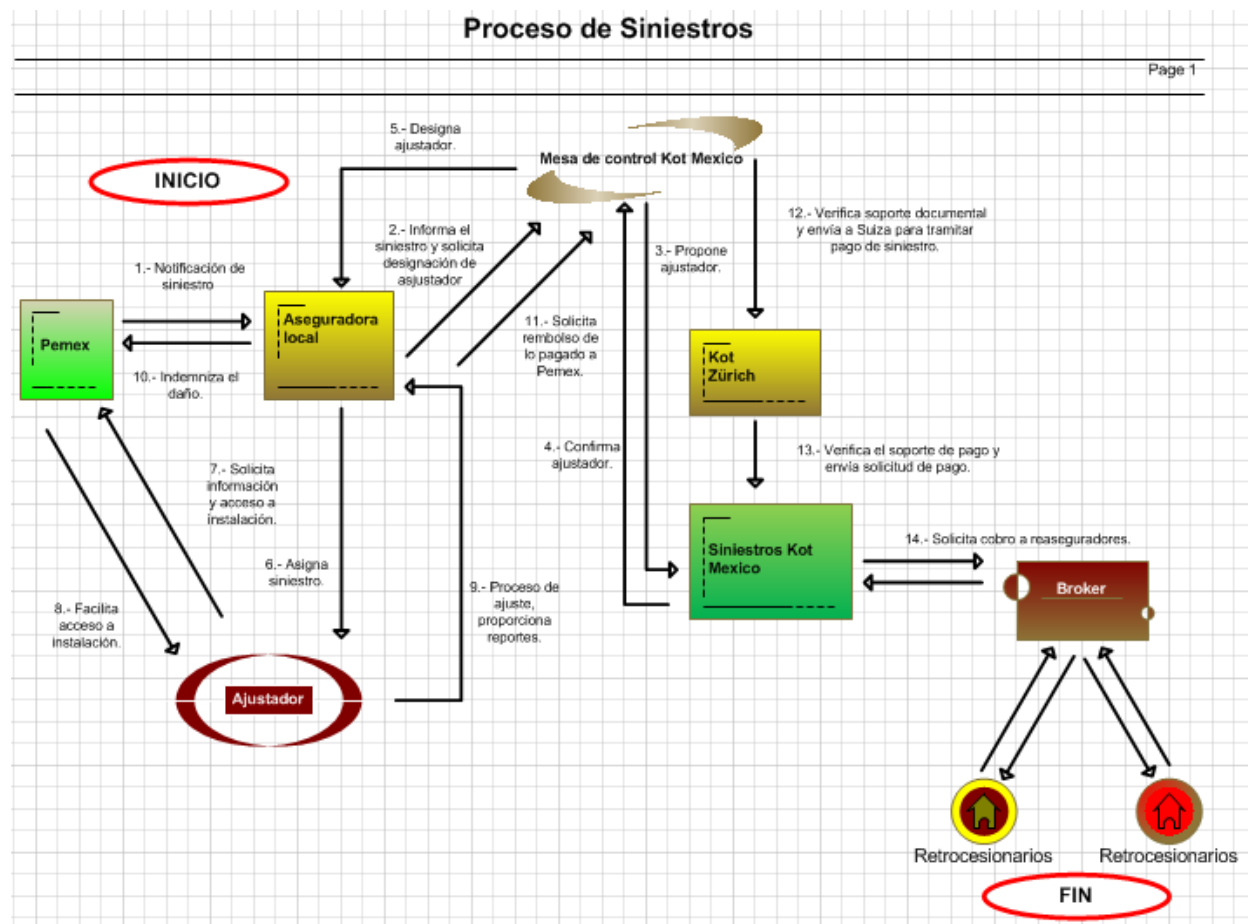 Proceso de Siniestros
Page 1
INICIO
5.- Designa
ajustador.
Mesa de control Kot Mexico
12.- Verifica soporte documental
y envía a Suiza para tramitar
pago de siniestro.
2.- Informa el
siniestro y solicita
designación de
asjustador
3.- Propone
ajustador.
1.- Notificación de
siniestro
Pemex
Aseguradora
local
11.- Solicita
rembolso de
lo pagado a
Pemex.
Kot
Zürich
10.- Indemniza el
daño.
4.- Confirma
ajustador.
13.- Verifica el soporte de pago y
envía solicitud de pago.
7.- Solicita
información
y acceso a
instalación.
Siniestros Kot
Mexico
14.- Solicita cobro a reaseguradores.
6.- Asigna
siniestro.
9.- Proceso de
ajuste,
proporciona
reportes.
Broker
8.- Facilita
acceso a
instalación.
Ajustador
Retrocesionarios
Retrocesionarios
FIN